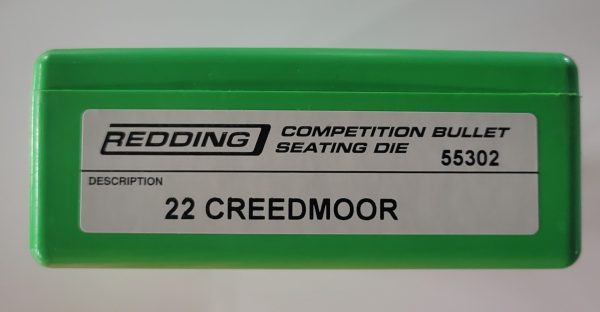 REDDING COMPETITION BULLET
SEATING DIE 55302
DESCRIPTION
22 CREEDMOOR